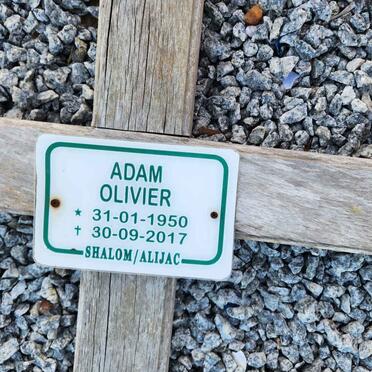 ADAM
OLIVIER
★ 31-01-1950
✝ 30-09-2017
SHALOM/ALIJAC